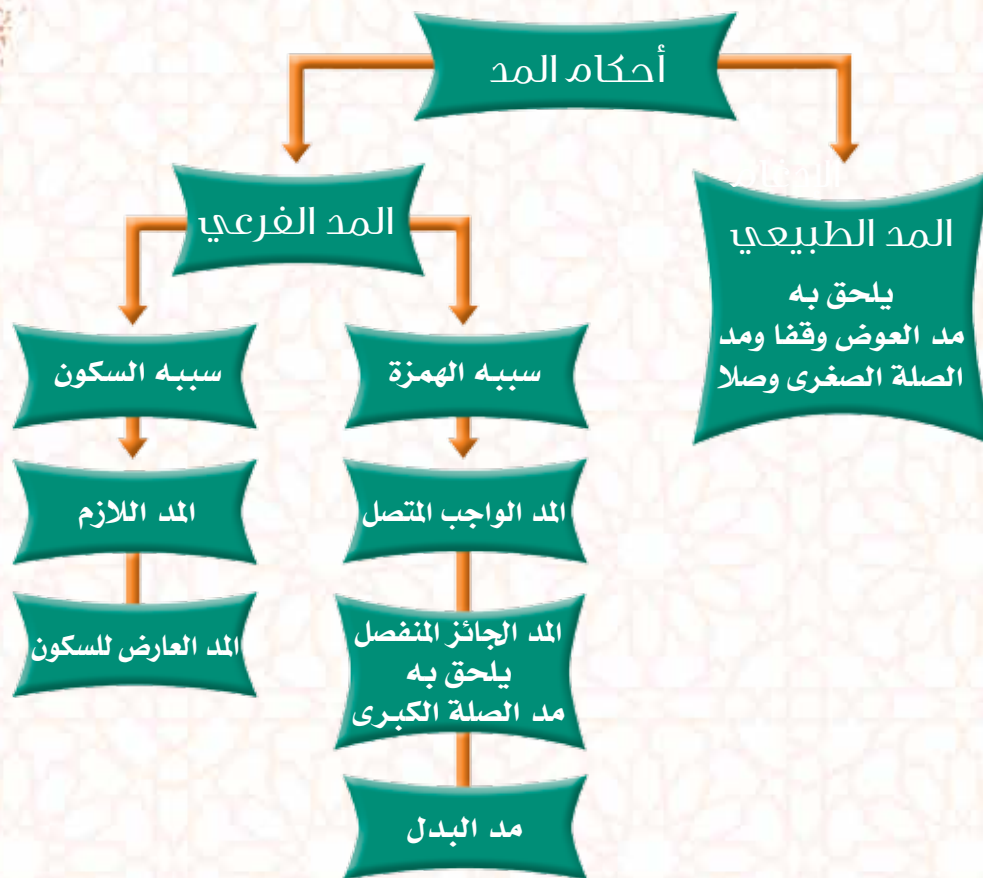 أحكام المد
المد الطبيعي
يلحق به
مد العوض وقفا ومد
الصلة الصغرى وصلا
المد الفرعي
سببه الهمزة
المد الواجب المتصل
المد الجائز المنفصل
يلحق به
مد الصلة الكبرى
مد البدل
سببه السكون
المد اللازم
المد العارض للسكون